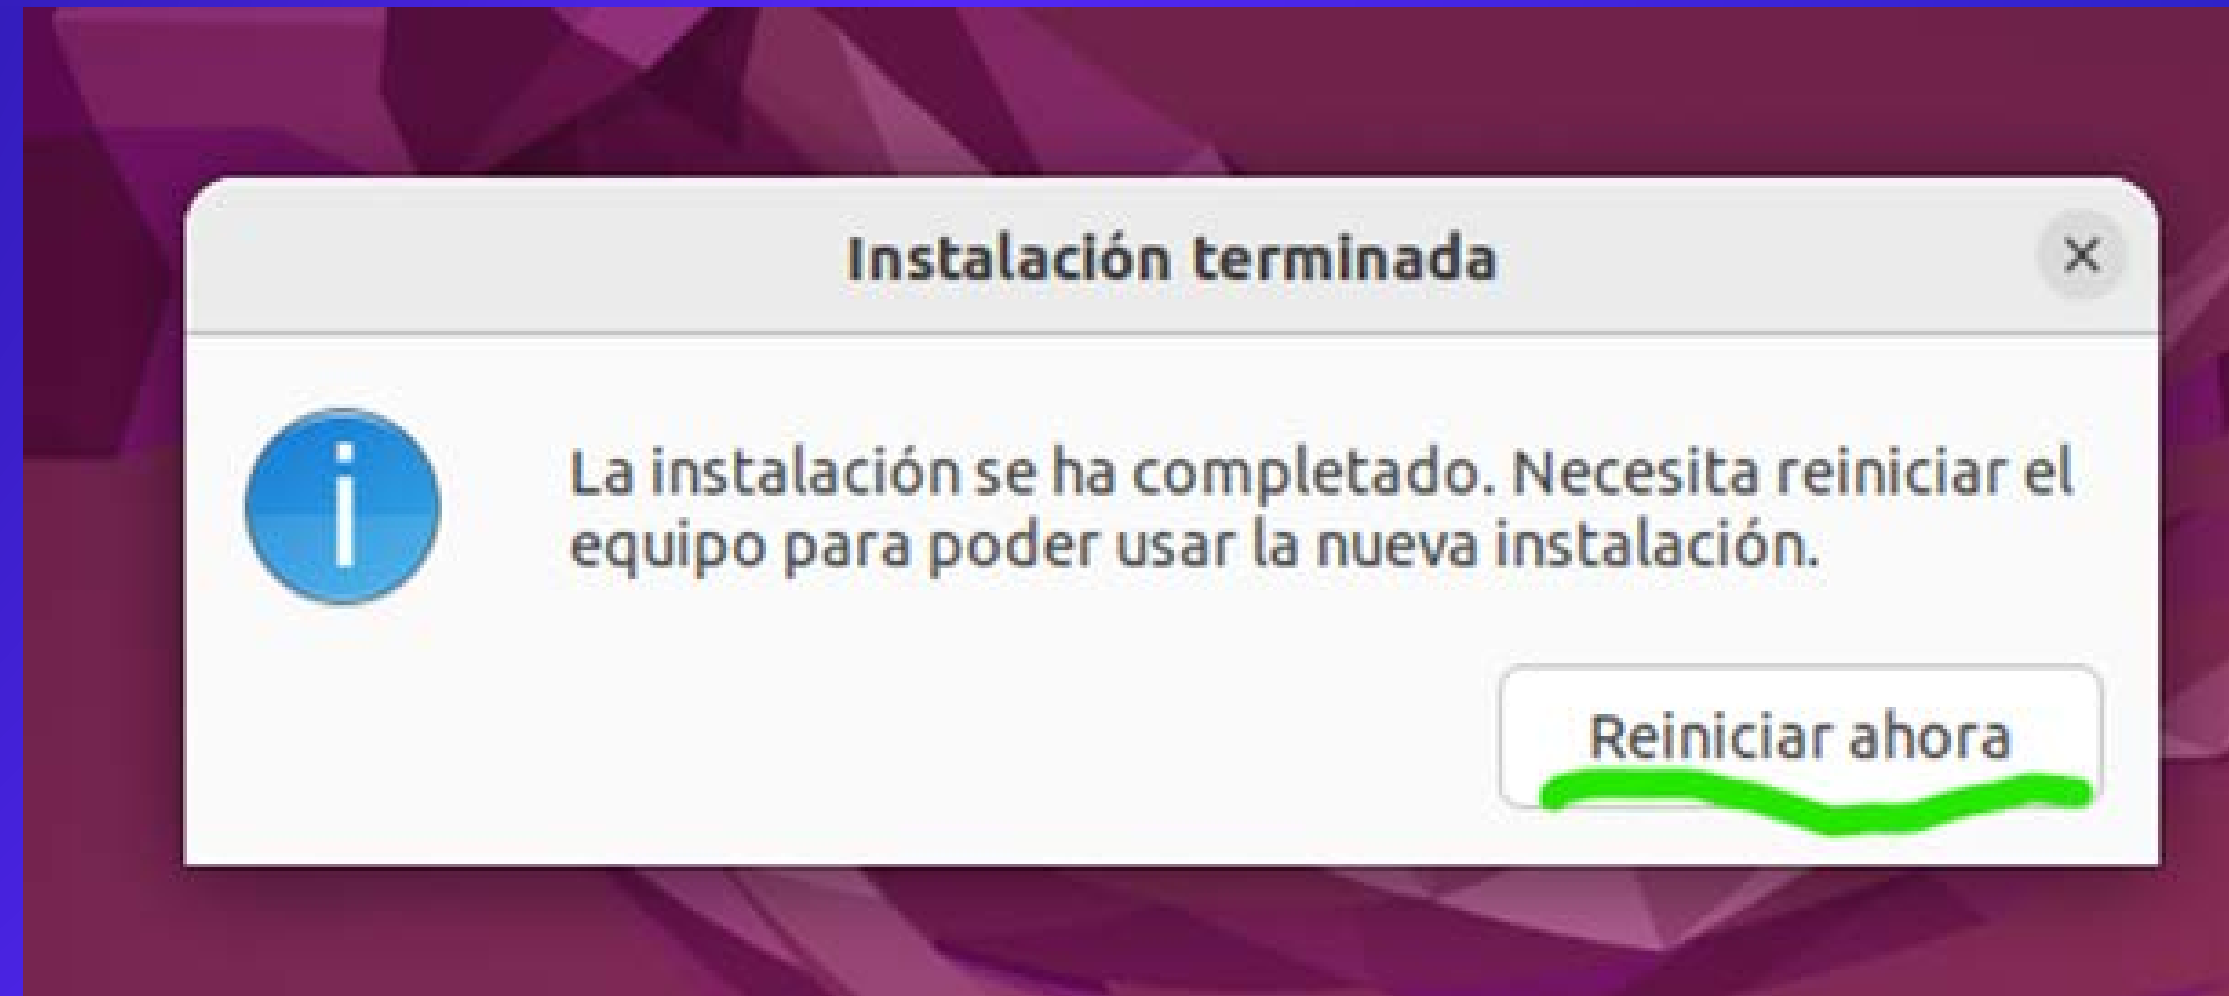 Instalación terminada
La instalación se ha completado. Necesita reiniciar el
equipo para poder usar la nueva instalación.
Reiniciar ahora